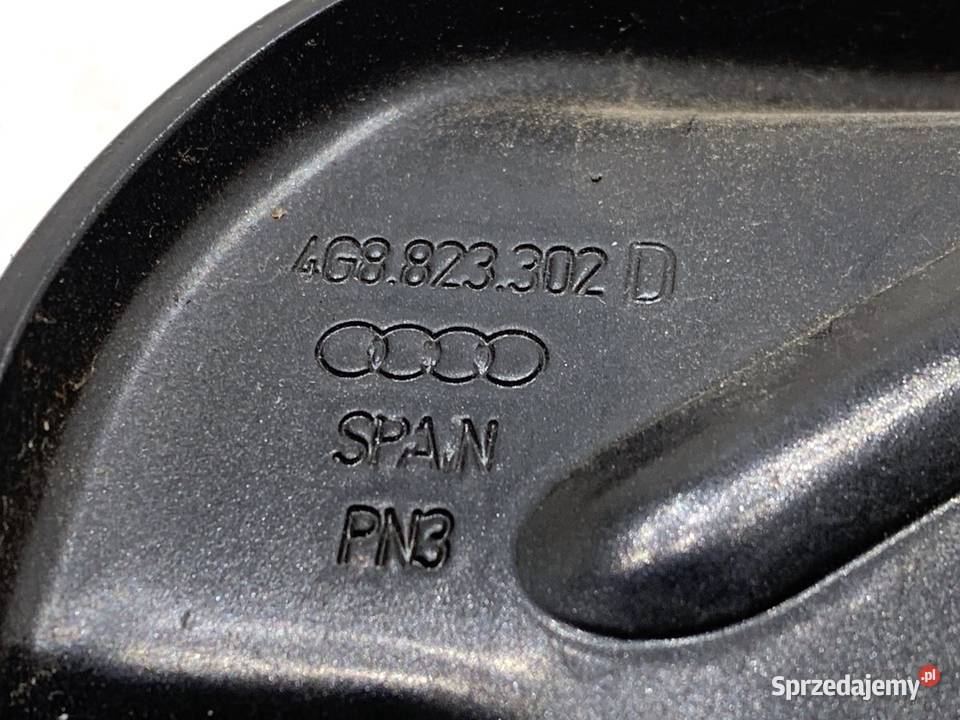 4G8.823.302 D
SPAIN
PN3
Sprzedajemy.pl